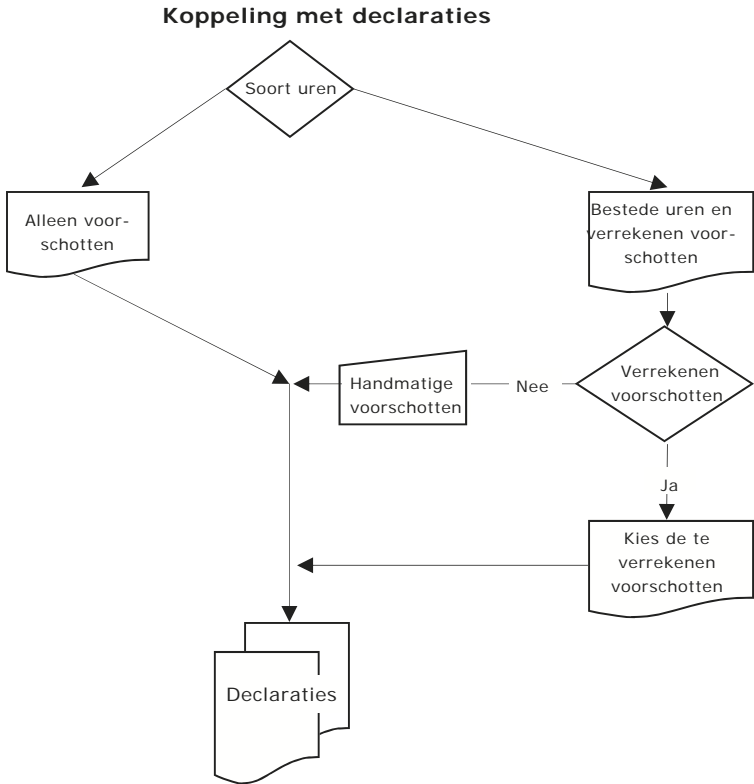 Koppeling met declaraties
Soort uren
Alleen voor-
schotten
Bestede uren en
verrekenen voor-
schotten
Verrekenen
voorschotten
Nee
Handmatige
voorschotten
Ja
Kies de te
verrekenen
voorschotten
Declaraties